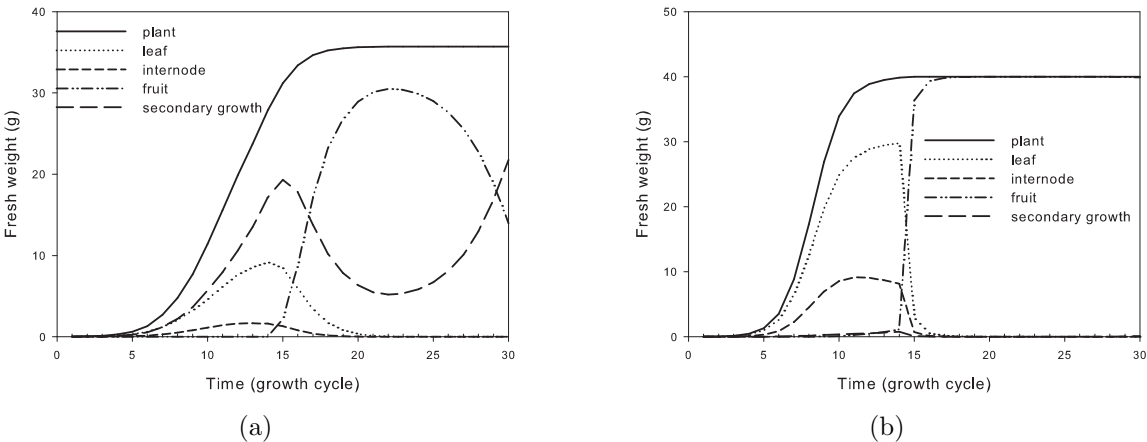 40
30
20
10
0
Fresh weight (g)
plant
leaf
internode
fruit
secondary growth
0 5 10 15 20 25 30
Time (growth cycle)
(a)
50
40
30
20
10
0
Fresh weight (g)
plant
leaf
internode
fruit
secondary growth
0 5 10 15 20 25 30
Time (growth cycle)
(b)